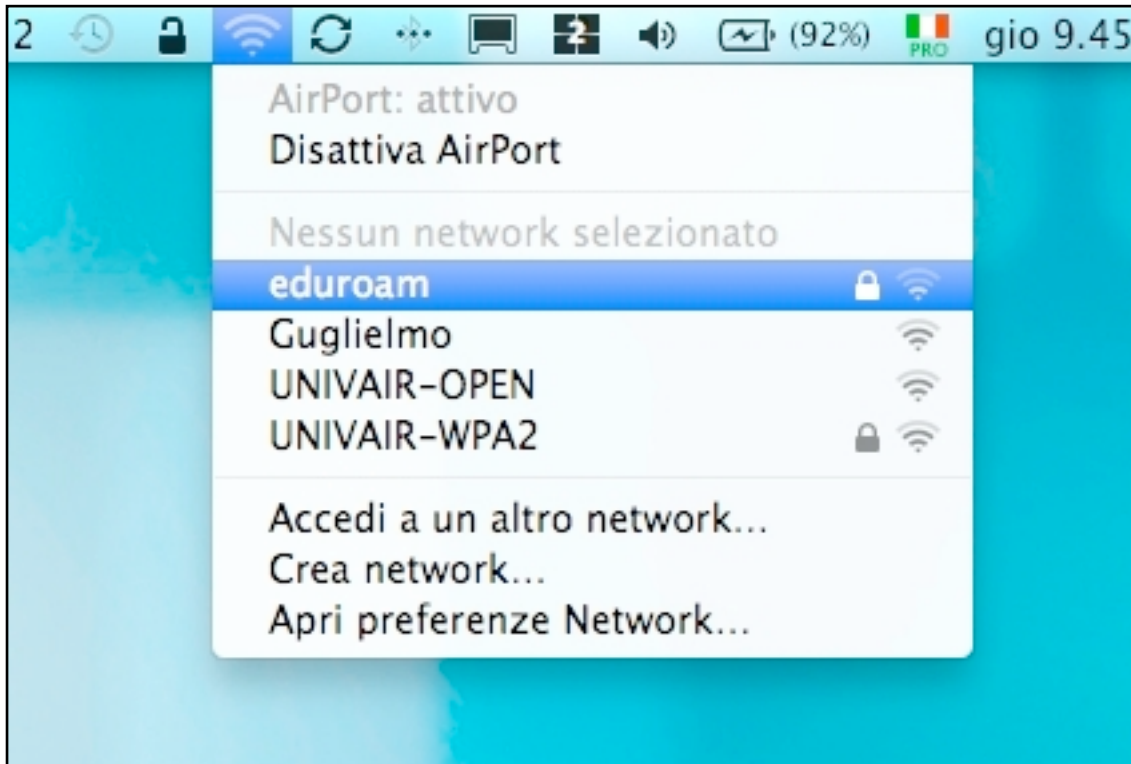 2 2 (92%) PRO gio 9.45
AirPort: attivo
Disattiva AirPort
Nessun network selezionato
eduroam
Guglielmo
UNIVAIR-OPEN
UNIVAIR-WPA2
Accedi a un altro network...
Crea network...
Apri preferenze Network...